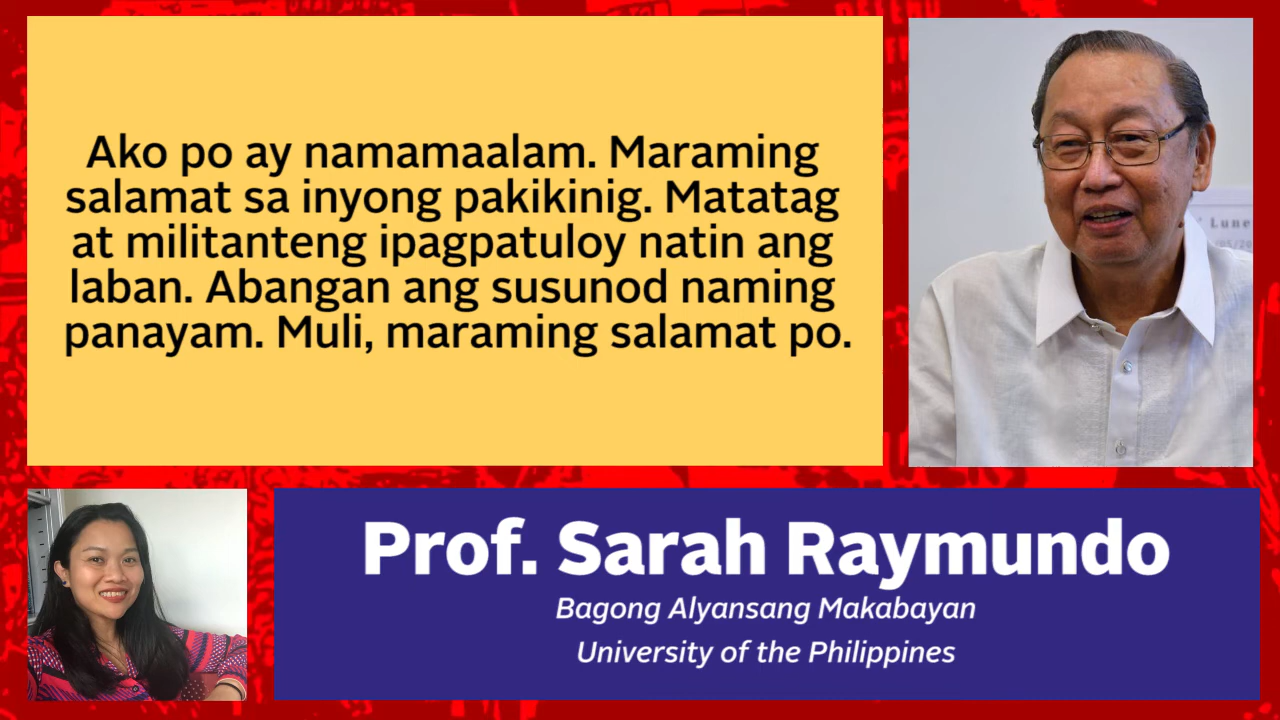 Ako po ay namamaalam. Maraming
salamat sa inyong pakikinig. Matatag
at militanteng ipagpatuloy natin ang
laban. Abangan ang susunod naming
panayam. Muli, maraming salamat po.
Lune
Prof. Sarah Raymundo
Bagong Alyansang Makabayan
University of the Philippines